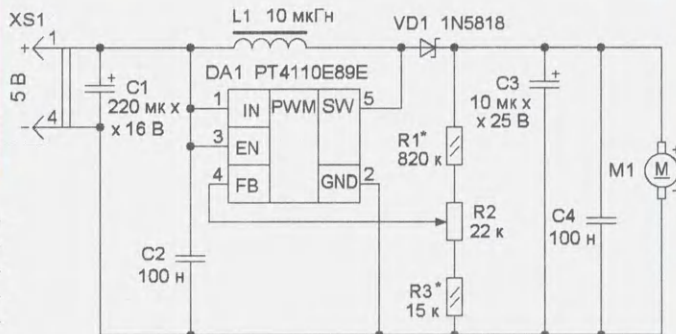 XS1
L1 10 мкГн
VD1 1N5818
+
1
5 В
−
4
C1
+
220 мк х
х 16 В
DA1 PT4110E89E
1
IN
PWM
SW
5
3
EN
4
FB
GND
2
C2
100 н
R1*
820 к
R2
22 к
R3*
15 к
C3
+
10 мк х
х 25 В
C4
100 н
M1
M
+
-